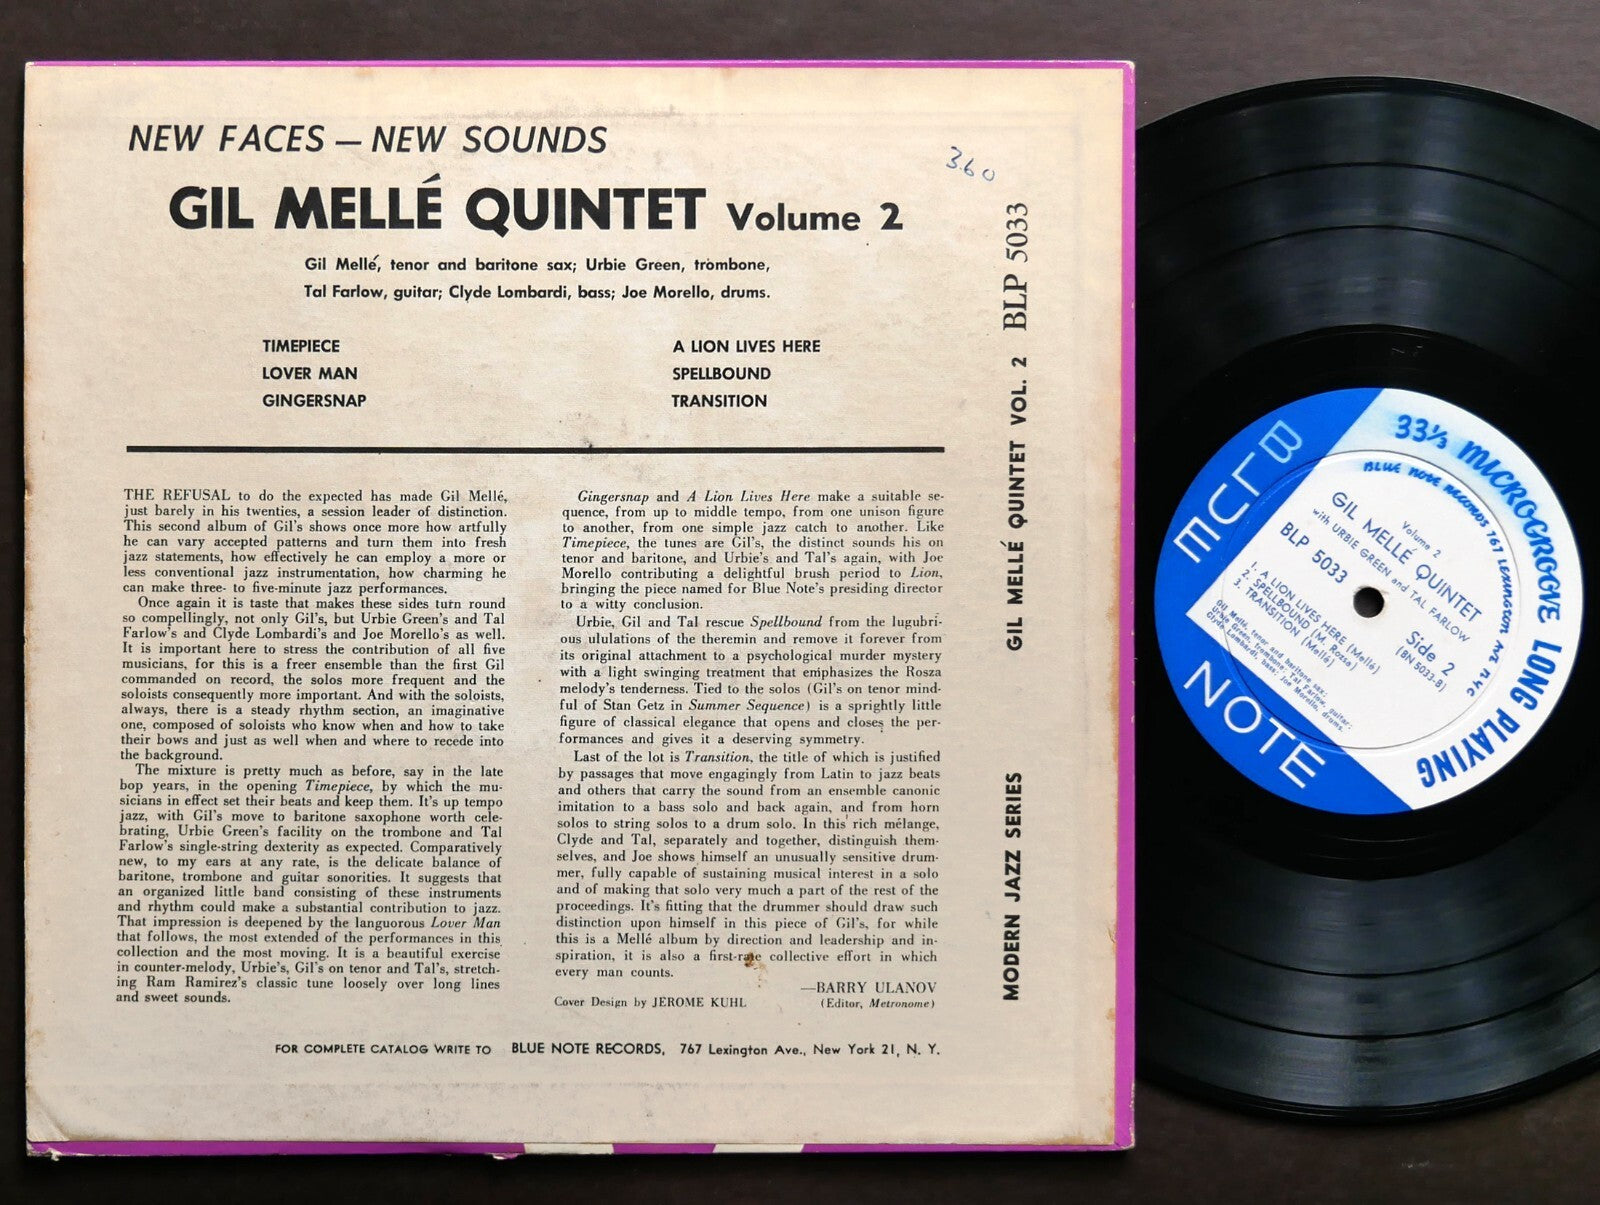 NEW FACES — NEW SOUNDS
GIL MELLÉ QUINTET Volume 2
Gil Mellé, tenor and baritone sax; Urbie Green, trombone,
Tal Farlow, guitar; Clyde Lombardi, bass; Joe Morello, drums.
TIMEPIECE
LOVER MAN
GINGERSNAP
A LION LIVES HERE
SPELLBOUND
TRANSITION
THE REFUSAL to do the expected has made Gil Mellé,
just barely in his twenties, a session leader of distinction.
This second album of Gil's shows once more how artfully
he can vary accepted patterns and turn them into fresh
jazz statements, how effectively he can employ a more or
less conventional jazz instrumentation, how charming he
can make three- to five-minute jazz performances.
Once again it is taste that makes these sides turn round
so compellingly, not only Gil's, but Urbie Green's and Tal
Farlow's and Clyde Lombardi's and Joe Morello's as well.
It is important here to stress the contribution of all five
musicians, for this is a freer ensemble than the first Gil
commanded on record, the solos more frequent and the
soloists consequently more important. And with the soloists,
always, there is a steady rhythm section, an imaginative
one, composed of soloists who know when and how to take
their bows and just as well when and where to recede into
the background.
The mixture is pretty much as before, say in the late
bop years, in the opening Timepiece, by which the mu-
sicians in effect set their beats and keep them. It's up tempo
jazz, with Gil's move to baritone saxophone worth cele-
brating, Urbie Green's facility on the trombone and Tal
Farlow's single-string dexterity as expected. Comparatively
new, to my ears at any rate, is the delicate balance of
baritone, trombone and guitar sonorities. It suggests that
an organized little band consisting of these instruments
and rhythm could make a substantial contribution to jazz.
That impression is deepened by the languorous Lover Man
that follows, the most extended of the performances in this
collection and the most moving. It is a beautiful exercise
in counter-melody, Urbie's, Gil's on tenor and Tal's, stretch-
ing Ram Ramirez's classic tune loosely over long lines
and sweet sounds.
Gingersnap and A Lion Lives Here make a suitable se-
quence, from up to middle tempo, from one unison figure
to another, from one simple jazz catch to another. Like
Timepiece, the tunes are Gil's, the distinct sounds his on
tenor and baritone, and Urbie's and Tal's again, with Joe
Morello contributing a delightful brush period to Lion,
bringing the piece named for Blue Note's presiding director
to a witty conclusion.
Urbie, Gil and Tal rescue Spellbound from the lugubri-
ous ululations of the theremin and remove it forever from
its original attachment to a psychological murder mystery
with a light swinging treatment that emphasizes the Rosza
melody's tenderness. Tied to the solos (Gil's on tenor mind-
ful of Stan Getz in Summer Sequence) is a sprightly little
figure of classical elegance that opens and closes the per-
formances and gives it a deserving symmetry.
Last of the lot is Transition, the title of which is justified
by passages that move engagingly from Latin to jazz beats
and others that carry the sound from an ensemble canonic
imitation to a bass solo and back again, and from horn
solos to string solos to a drum solo. In this rich mélange,
Clyde and Tal, separately and together, distinguish them-
selves, and Joe shows himself an unusually sensitive drum-
mer, fully capable of sustaining musical interest in a solo
and of making that solo very much a part of the rest of the
proceedings. It's fitting that the drummer should draw such
distinction upon himself in this piece of Gil's, for while
this is a Mellé album by direction and leadership and in-
spiration, it is also a first-rate collective effort in which
every man counts.
—BARRY ULANOV
Cover Design by JEROME KUHL
(Editor, Metronome)
FOR COMPLETE CATALOG WRITE TO BLUE NOTE RECORDS, 767 Lexington Ave., New York 21, N. Y.
360
MODERN JAZZ SERIES GIL MELLÉ QUINTET VOL. 2 BLP 5033
33⅓ MICROGROOVE LONG PLAYING
BLUE NOTE RECORDS 767 LEXINGTON AVE NYC
BLUE
NOTE
Volume 2
GIL MELLÉ QUINTET
with URBIE GREEN and TAL FARLOW
BLP 5033
Side 2
(BN 5033-B)
1. A LION LIVES HERE (Mellé)
2. SPELLBOUND (M. Rozsa)
3. TRANSITION (Mellé)
Gil Mellé, tenor and baritone sax;
Urbie Green, trombone; Tal Farlow, guitar;
Clyde Lombardi, bass; Joe Morello, drums.